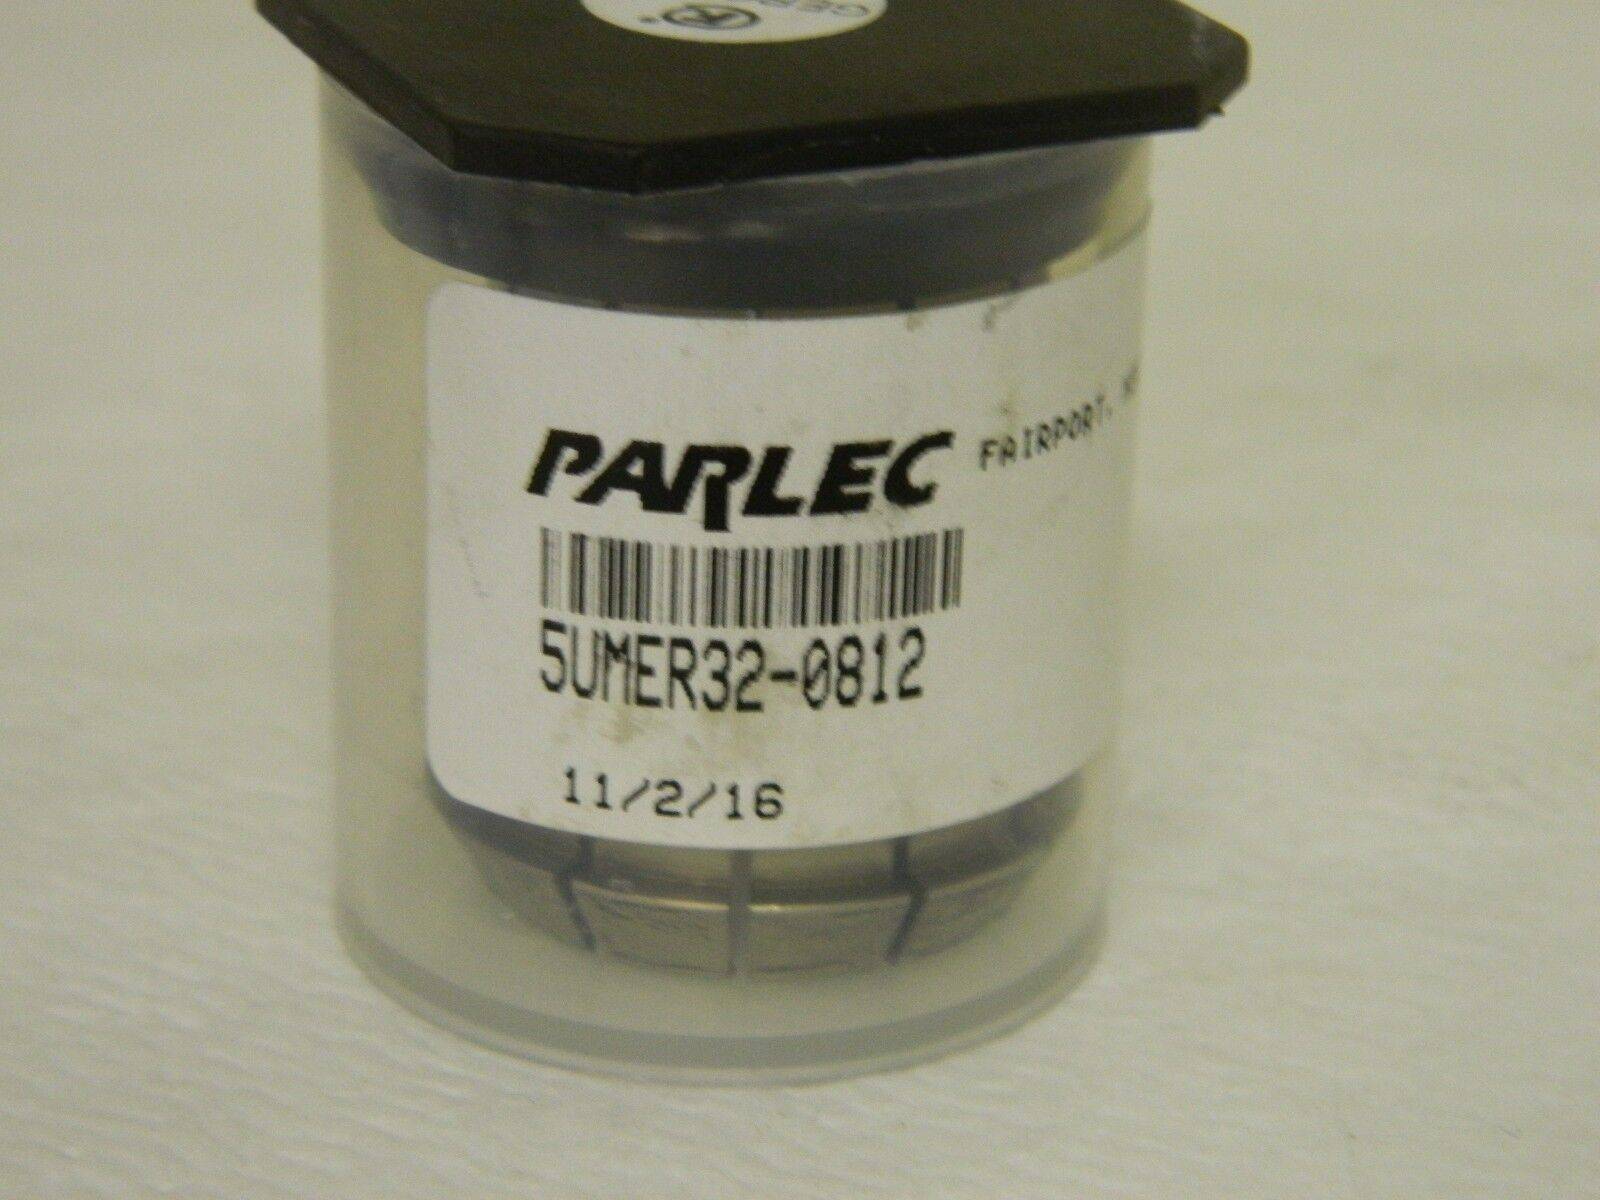 PARLEC FAIRPORT,
5UMER32-0812
11/2/16